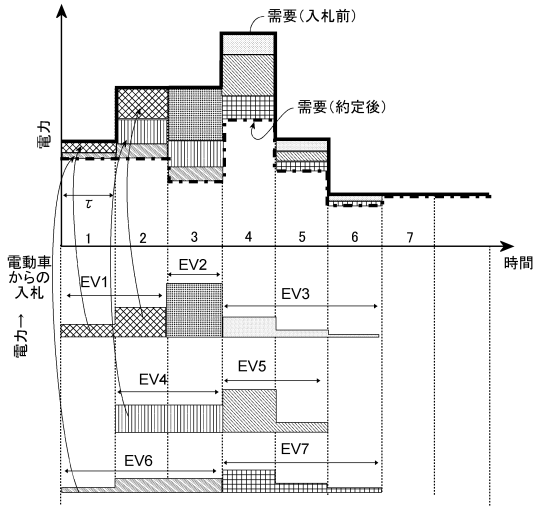 需要（入札前）
需要（約定後）
電力
τ
1 2 3 4 5 6 7
時間
電動車
からの
入札
電力→
EV1
EV2
EV3
EV4
EV5
EV6
EV7